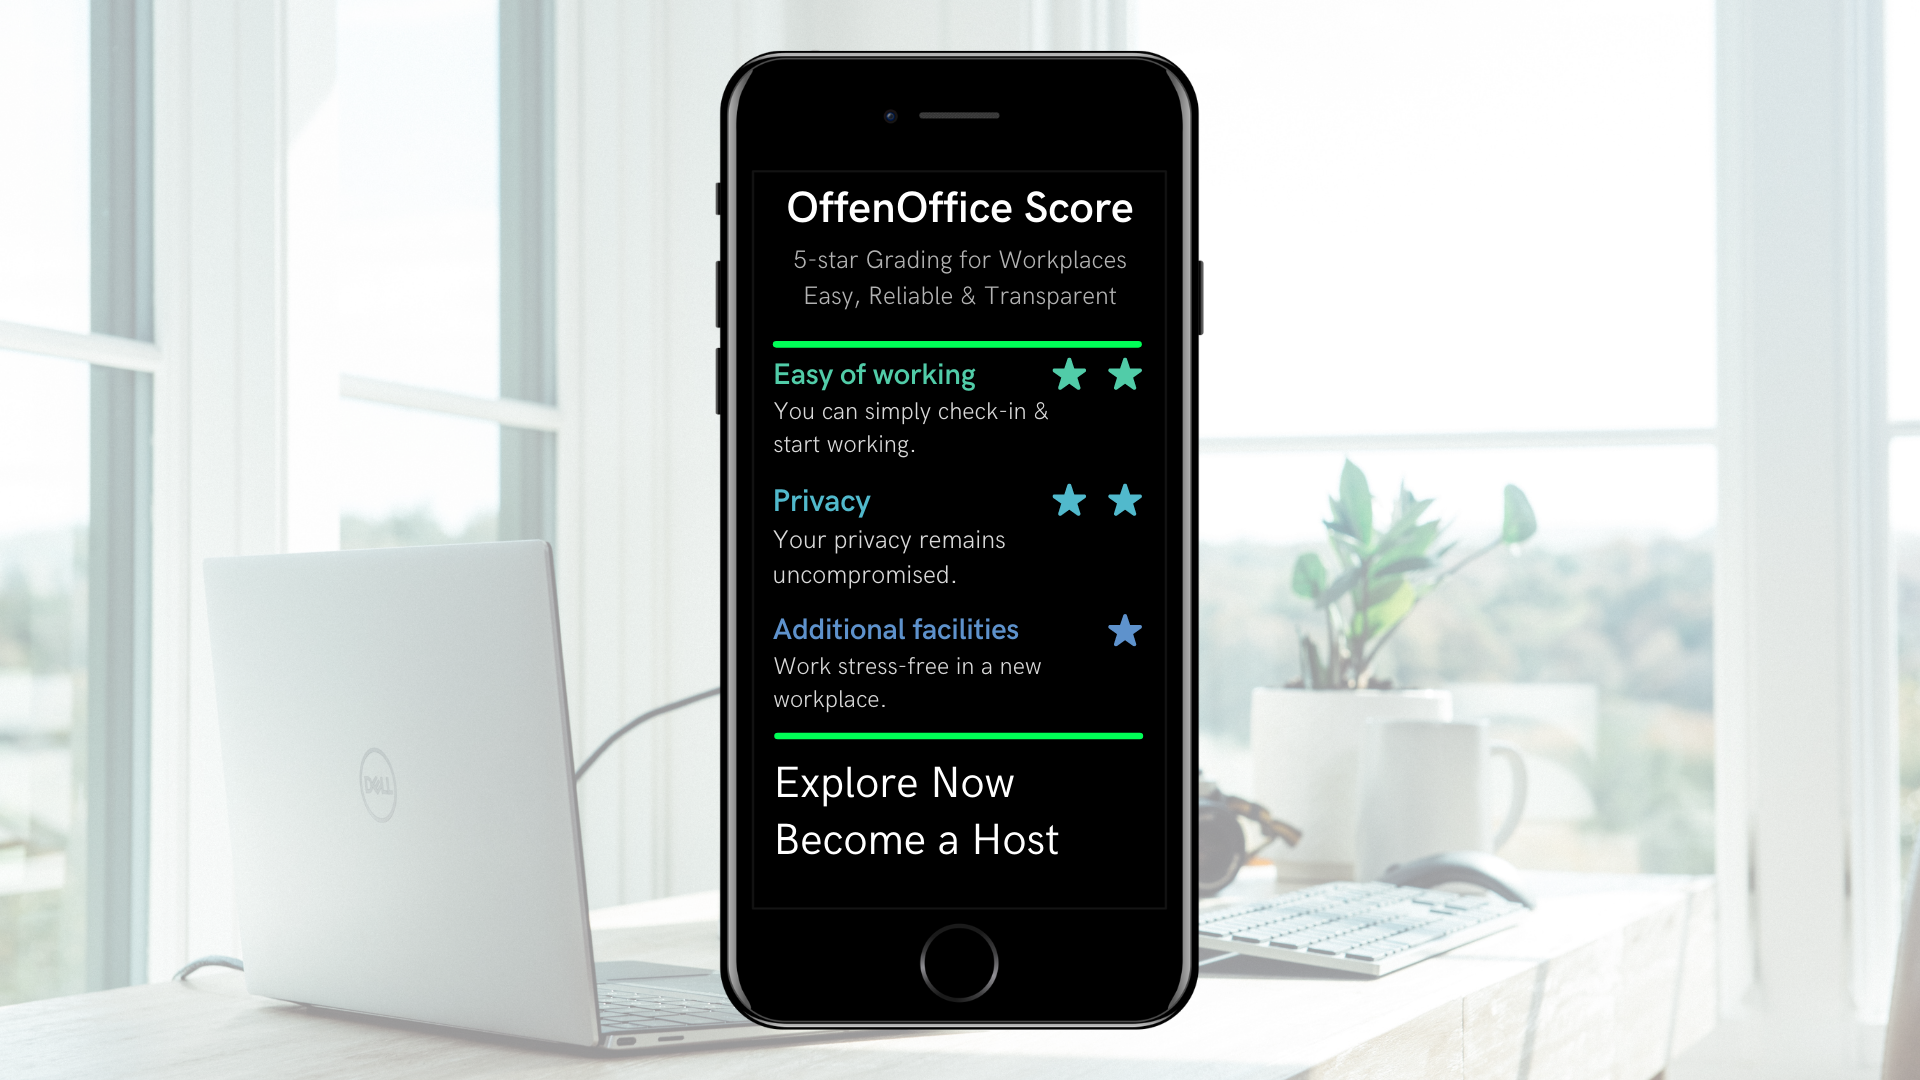 OffenOffice Score
5-star Grading for Workplaces
Easy, Reliable & Transparent
Easy of working
You can simply check-in &
start working.
Privacy
Your privacy remains
uncompromised.
Additional facilities
Work stress-free in a new
workplace.
Explore Now
Become a Host
DELL